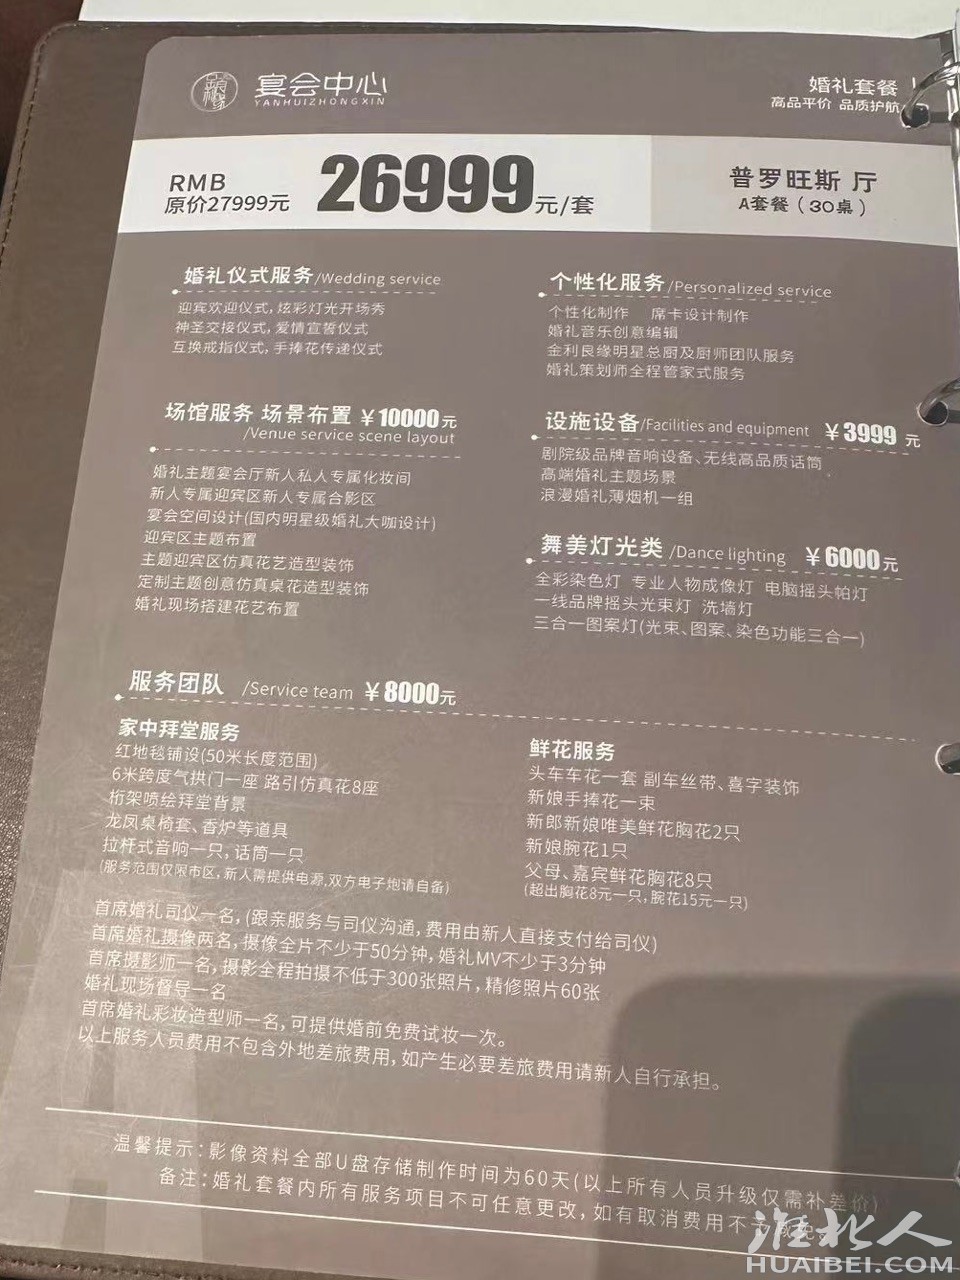 宴会中心
YANHUIZHONGXIN
婚礼套餐
高品平价 品质护航
RMB
原价27999元
26999元/套
普罗旺斯 厅
A套餐（30桌）
婚礼仪式服务/Wedding service
迎宾欢迎仪式，炫彩灯光开场秀
神圣交接仪式，爱情宣誓仪式
互换戒指仪式，手捧花传递仪式
个性化服务/Personalized service
个性化制作 席卡设计制作
婚礼音乐创意编辑
金利良緣明星总厨及厨师团队服务
婚礼策划师全程管家式服务
场馆服务 场景布置 ￥10000元
/Venue service scene layout
婚礼主题宴会厅新人私人专属化妆间
新人专属迎宾区新人专属合影区
宴会空间设计(国内明星级婚礼大咖设计)
迎宾区主题布置
主题迎宾区仿真花艺造型装饰
定制主题创意仿真桌花造型装饰
婚礼现场搭建花艺布置
设施设备/Facilities and equipment ￥3999 元
剧院级品牌音响设备、无线高品质话筒
高端婚礼主题场景
浪漫婚礼薄烟机一组
舞美灯光类 /Dance lighting ￥6000元
全彩染色灯 专业人物成像灯 电脑摇头帕灯
一线品牌摇头光束灯 洗墙灯
三合一图案灯(光束、图案、染色功能三合一)
服务团队 /Service team ￥8000元
家中拜堂服务
红地毯铺设(50米长度范围)
6米跨度气拱门一座 路引仿真花8座
桁架喷绘拜堂背景
龙凤桌椅套、香炉等道具
拉杆式音响一只，话筒一只
(服务范围仅限市区，新人需提供电源，双方电子炮请自备)
鲜花服务
头车车花一套 副车丝带、喜字装饰
新娘手捧花一束
新郎新娘唯美鲜花胸花2只
新娘腕花1只
父母、嘉宾鲜花胸花8只
(超出胸花8元一只，腕花15元一只)
首席婚礼司仪一名，(跟亲服务与司仪沟通，费用由新人直接支付给司仪)
首席婚礼摄像两名，摄像全片不少于50分钟，婚礼MV不少于3分钟
首席摄影师一名，摄影全程拍摄不低于300张照片，精修照片60张
婚礼现场督导一名
首席婚礼彩妆造型师一名，可提供婚前免费试妆一次。
以上服务人员费用不包含外地差旅费用，如产生必要差旅费用请新人自行承担。
温馨提示：影像资料全部U盘存储制作时间为60天(以上所有人员升级仅需补差价)
备注：婚礼套餐内所有服务项目不可任意更改，如有取消费用不予减免。
淮北人
HUAIBEI.COM